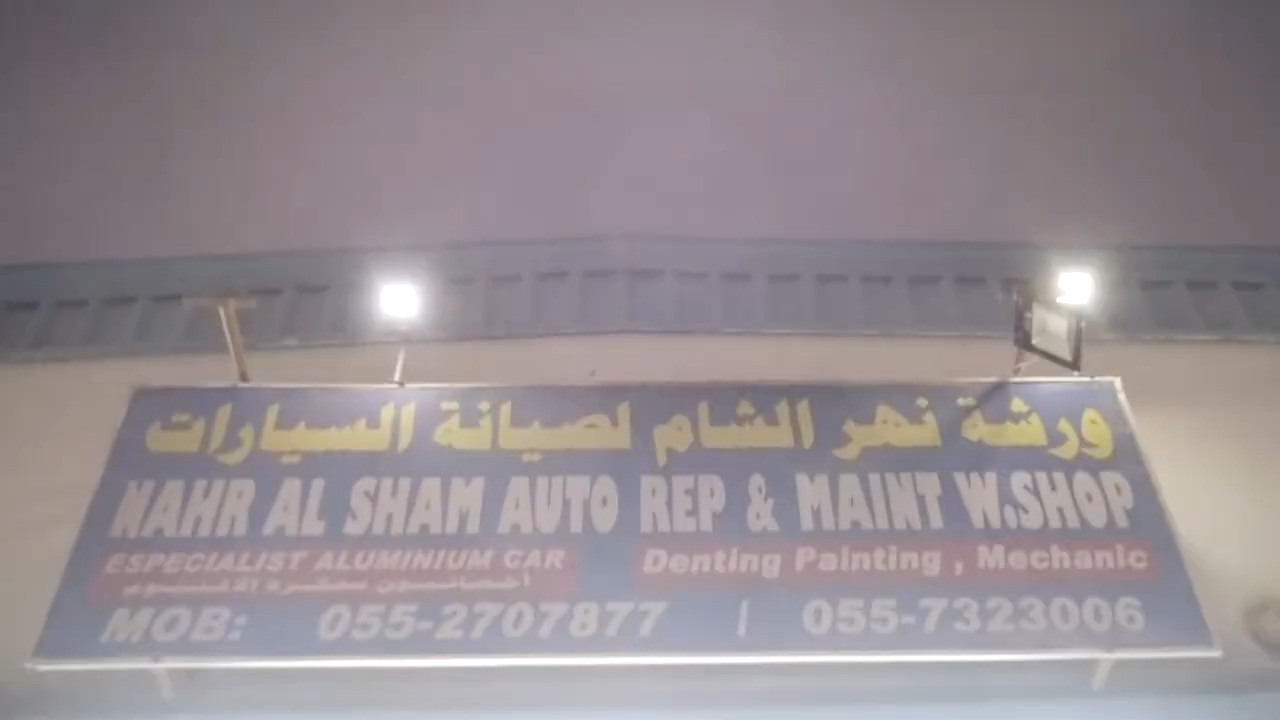 ورشة نهر الشام لصيانة السيارات
NAHR AL SHAM AUTO REP & MAINT W.SHOP
ESPECIALIST ALUMINIUM CAR
Denting Painting , Mechanic
MOB: 055-2707877 / 055-7323006